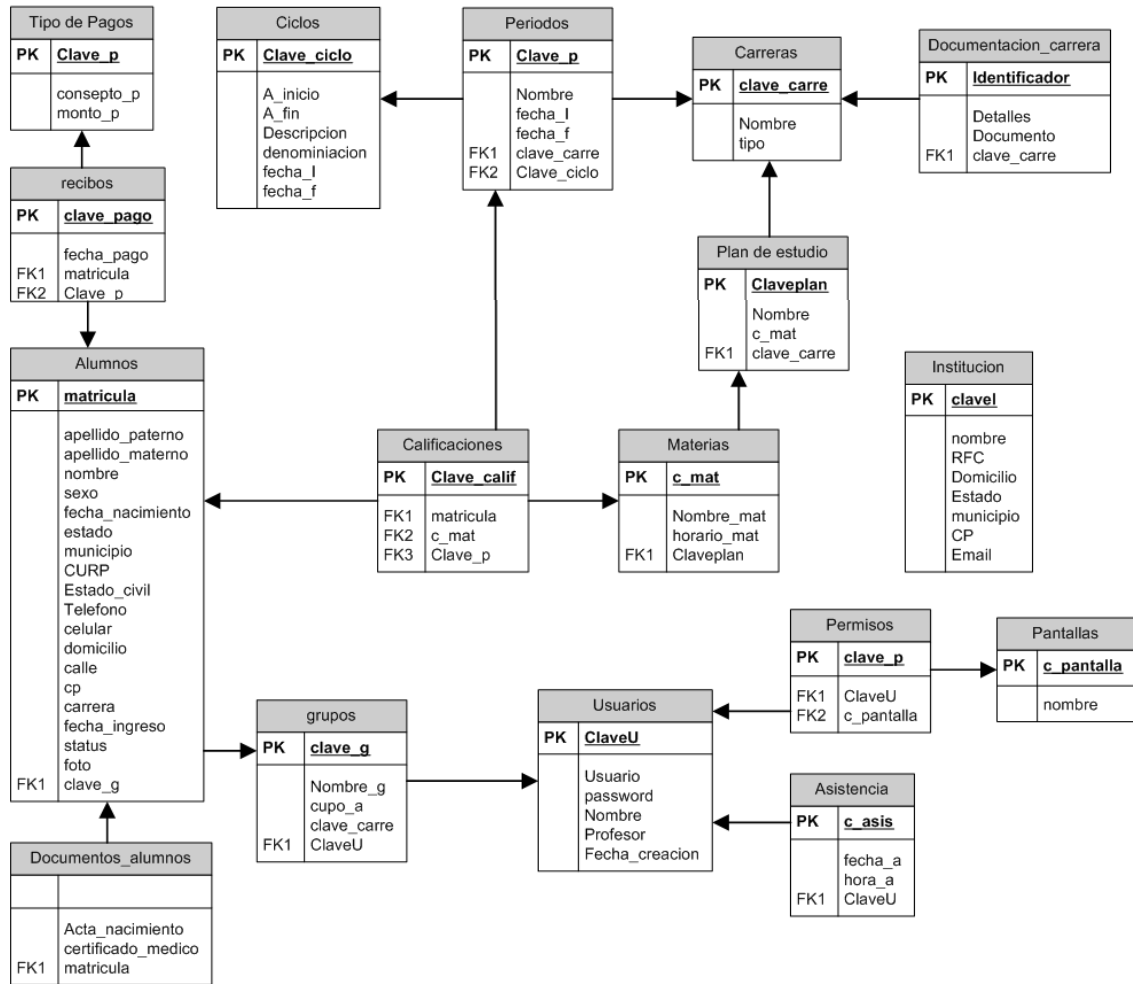 Tipo de Pagos
PK Clave_p
consepto_p
monto_p
Ciclos
PK Clave_ciclo
A_inicio
A_fin
Descripcion
denominiacion
fecha_I
fecha_f
Periodos
PK Clave_p
Nombre
fecha_I
fecha_f
FK1 clave_carre
FK2 Clave_ciclo
Carreras
PK clave_carre
Nombre
tipo
Documentacion_carrera
PK Identificador
Detalles
Documento
FK1 clave_carre
recibos
PK clave_pago
fecha_pago
FK1 matricula
FK2 Clave_p
Plan de estudio
PK Claveplan
Nombre
c_mat
FK1 clave_carre
Alumnos
PK matricula
apellido_paterno
apellido_materno
nombre
sexo
fecha_nacimiento
estado
municipio
CURP
Estado_civil
Telefono
celular
domicilio
calle
cp
carrera
fecha_ingreso
status
foto
FK1 clave_g
Calificaciones
PK Clave_calif
FK1 matricula
FK2 c_mat
FK3 Clave_p
Materias
PK c_mat
Nombre_mat
horario_mat
FK1 Claveplan
Institucion
PK claveI
nombre
RFC
Domicilio
Estado
municipio
CP
Email
Permisos
PK clave_p
FK1 ClaveU
FK2 c_pantalla
Pantallas
PK c_pantalla
nombre
grupos
PK clave_g
Nombre_g
cupo_a
clave_carre
FK1 ClaveU
Usuarios
PK ClaveU
Usuario
password
Nombre
Profesor
Fecha_creacion
Asistencia
PK c_asis
fecha_a
hora_a
FK1 ClaveU
Documentos_alumnos
Acta_nacimiento
certificado_medico
FK1 matricula